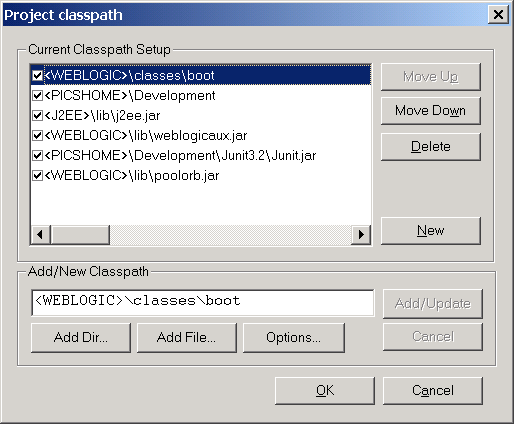 Project classpath
Current Classpath Setup
<WEBLOGIC>\classes\boot
<PICSHOME>\Development
<J2EE>\lib\j2ee.jar
<WEBLOGIC>\lib\weblogicaux.jar
<PICSHOME>\Development\Junit3.2\Junit.jar
<WEBLOGIC>\lib\poolorb.jar
Move Up
Move Down
Delete
New
Add/New Classpath
<WEBLOGIC>\classes\boot
Add/Update
Add Dir...
Add File...
Options...
Cancel
OK
Cancel